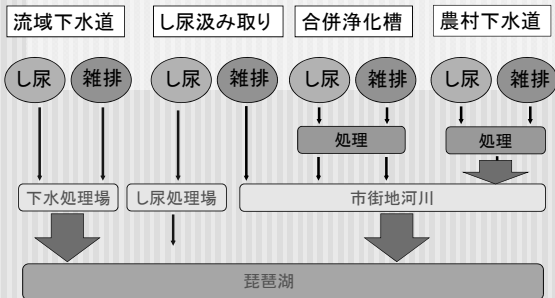 流域下水道 し尿汲み取り 合併浄化槽 農村下水道
し尿 雑排 し尿 雑排 し尿 雑排 し尿 雑排
処理 処理
下水処理場 し尿処理場 市街地河川
琵琶湖